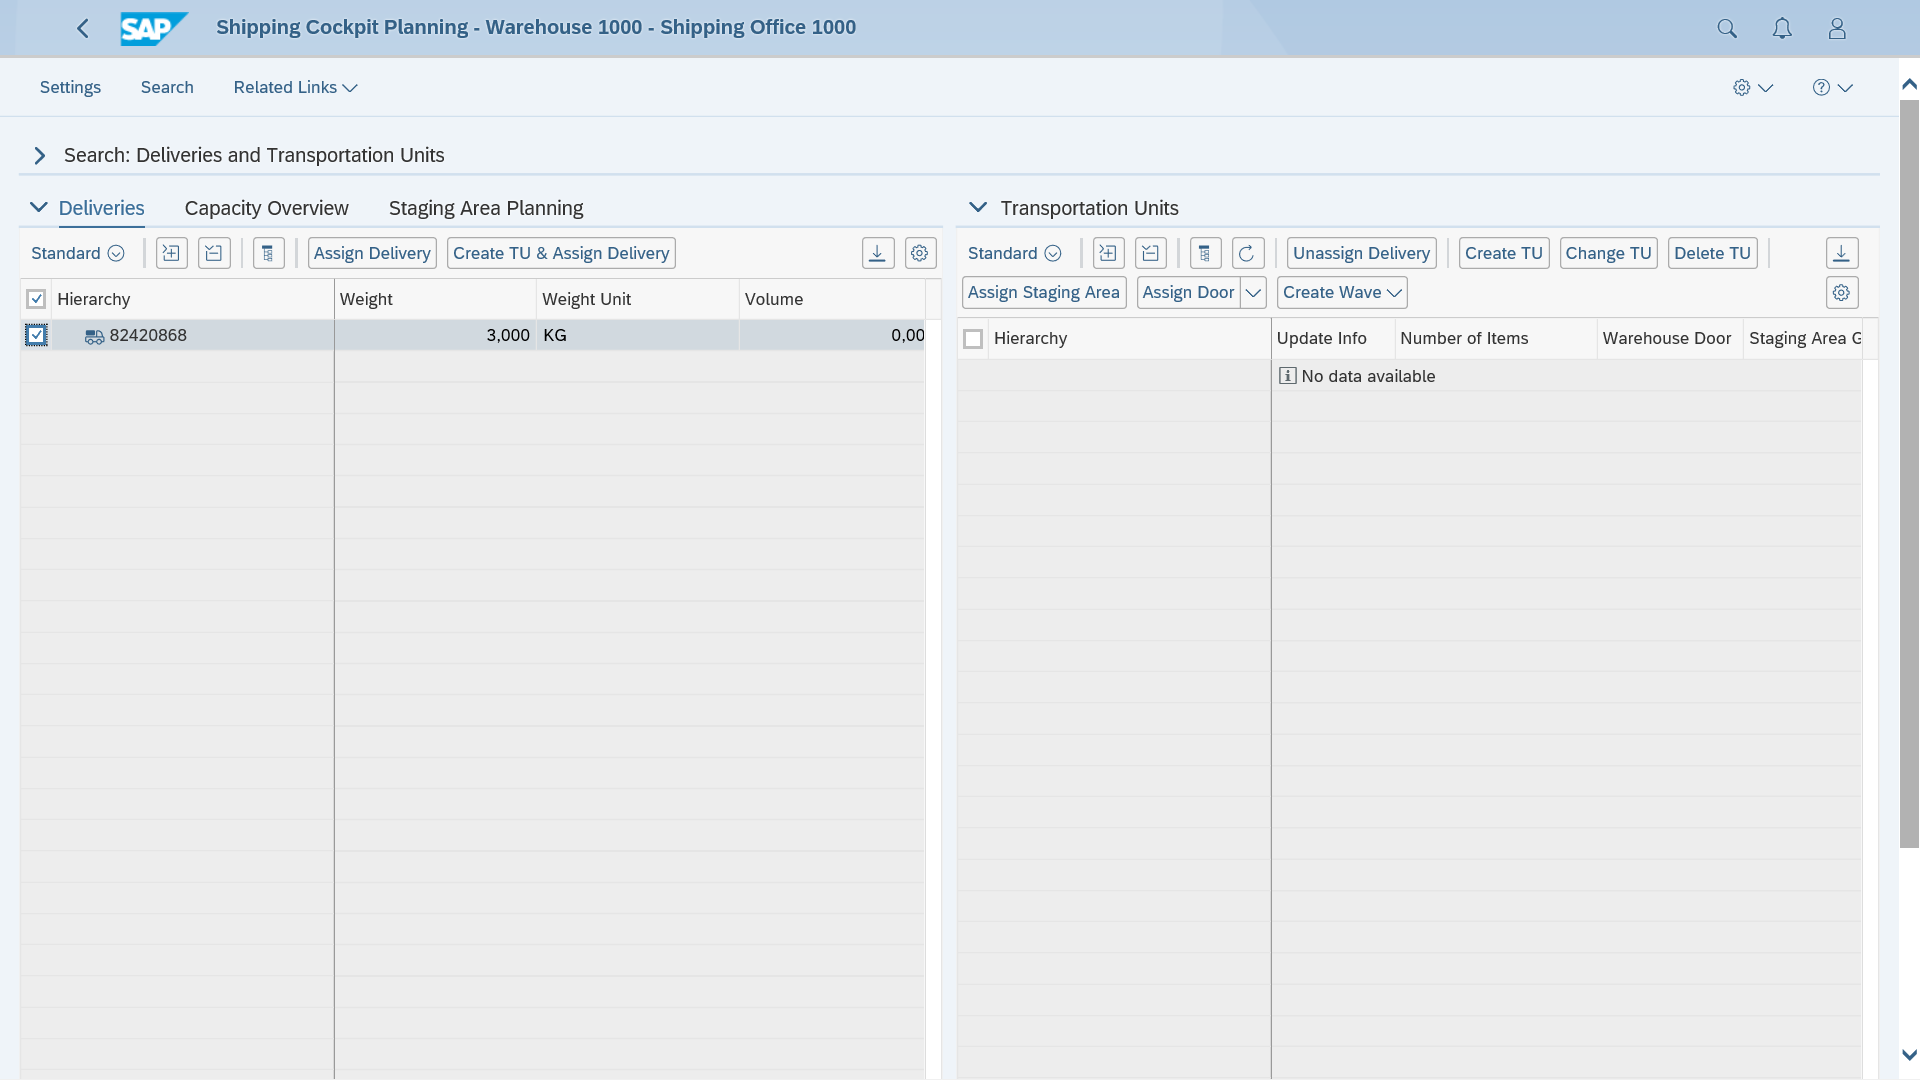 SAP Shipping Cockpit Planning - Warehouse 1000 - Shipping Office 1000
Settings Search Related Links
Search: Deliveries and Transportation Units
Deliveries Capacity Overview Staging Area Planning
Standard Assign Delivery Create TU & Assign Delivery
Hierarchy Weight Weight Unit Volume
82420868 3,000 KG 0,00
Transportation Units
Standard Unassign Delivery Create TU Change TU Delete TU
Assign Staging Area Assign Door Create Wave
Hierarchy Update Info Number of Items Warehouse Door Staging Area G
No data available